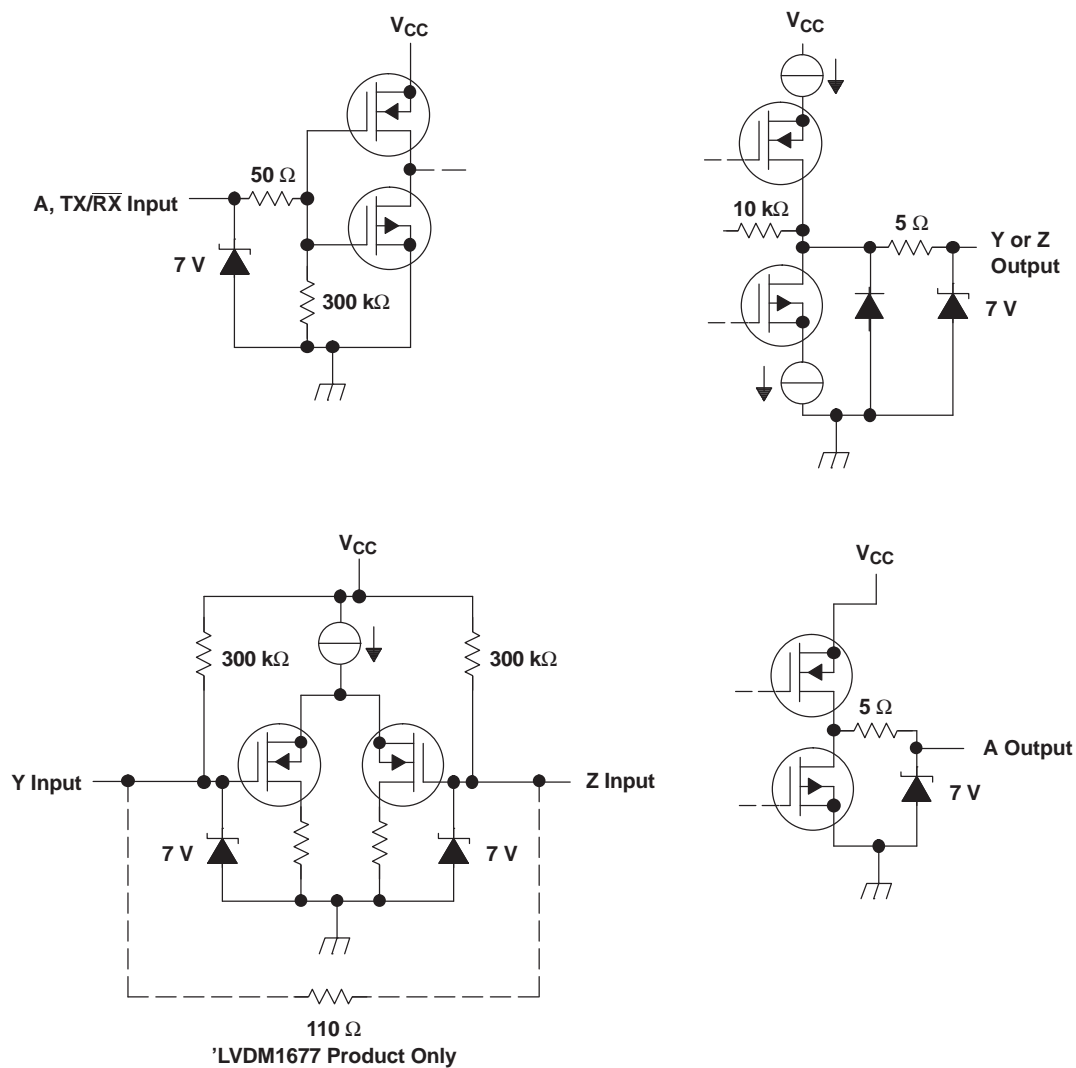 VCC
50 Ω
A, TX/R̅X̅ Input
7 V
300 kΩ
VCC
10 kΩ
5 Ω
Y or Z
Output
7 V
VCC
300 kΩ
300 kΩ
Y Input
Z Input
7 V
7 V
110 Ω
’LVDM1677 Product Only
VCC
5 Ω
A Output
7 V